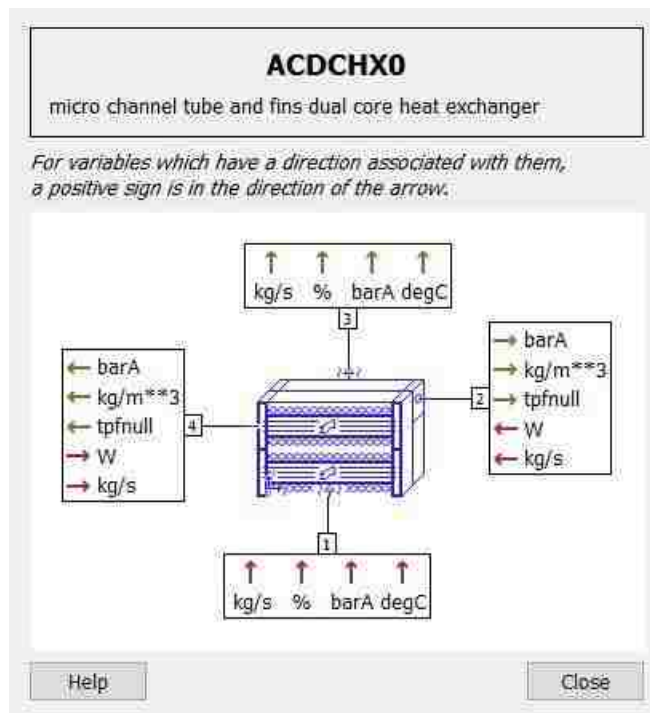 ACDCHX0
micro channel tube and fins dual core heat exchanger
For variables which have a direction associated with them,
a positive sign is in the direction of the arrow.
kg/s % barA degC
3
barA
kg/m**3
tpfnull
W
kg/s
4
2
barA
kg/m**3
tpfnull
W
kg/s
1
kg/s % barA degC
Help Close